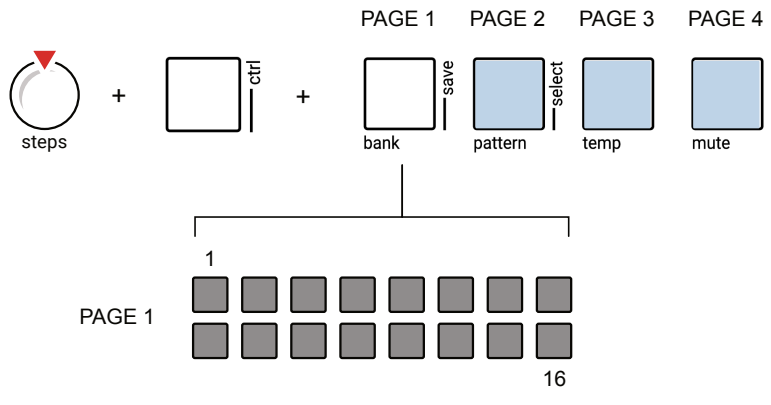 PAGE 1 PAGE 2 PAGE 3 PAGE 4
steps + ctrl + bank save pattern select temp mute
1
PAGE 1
16